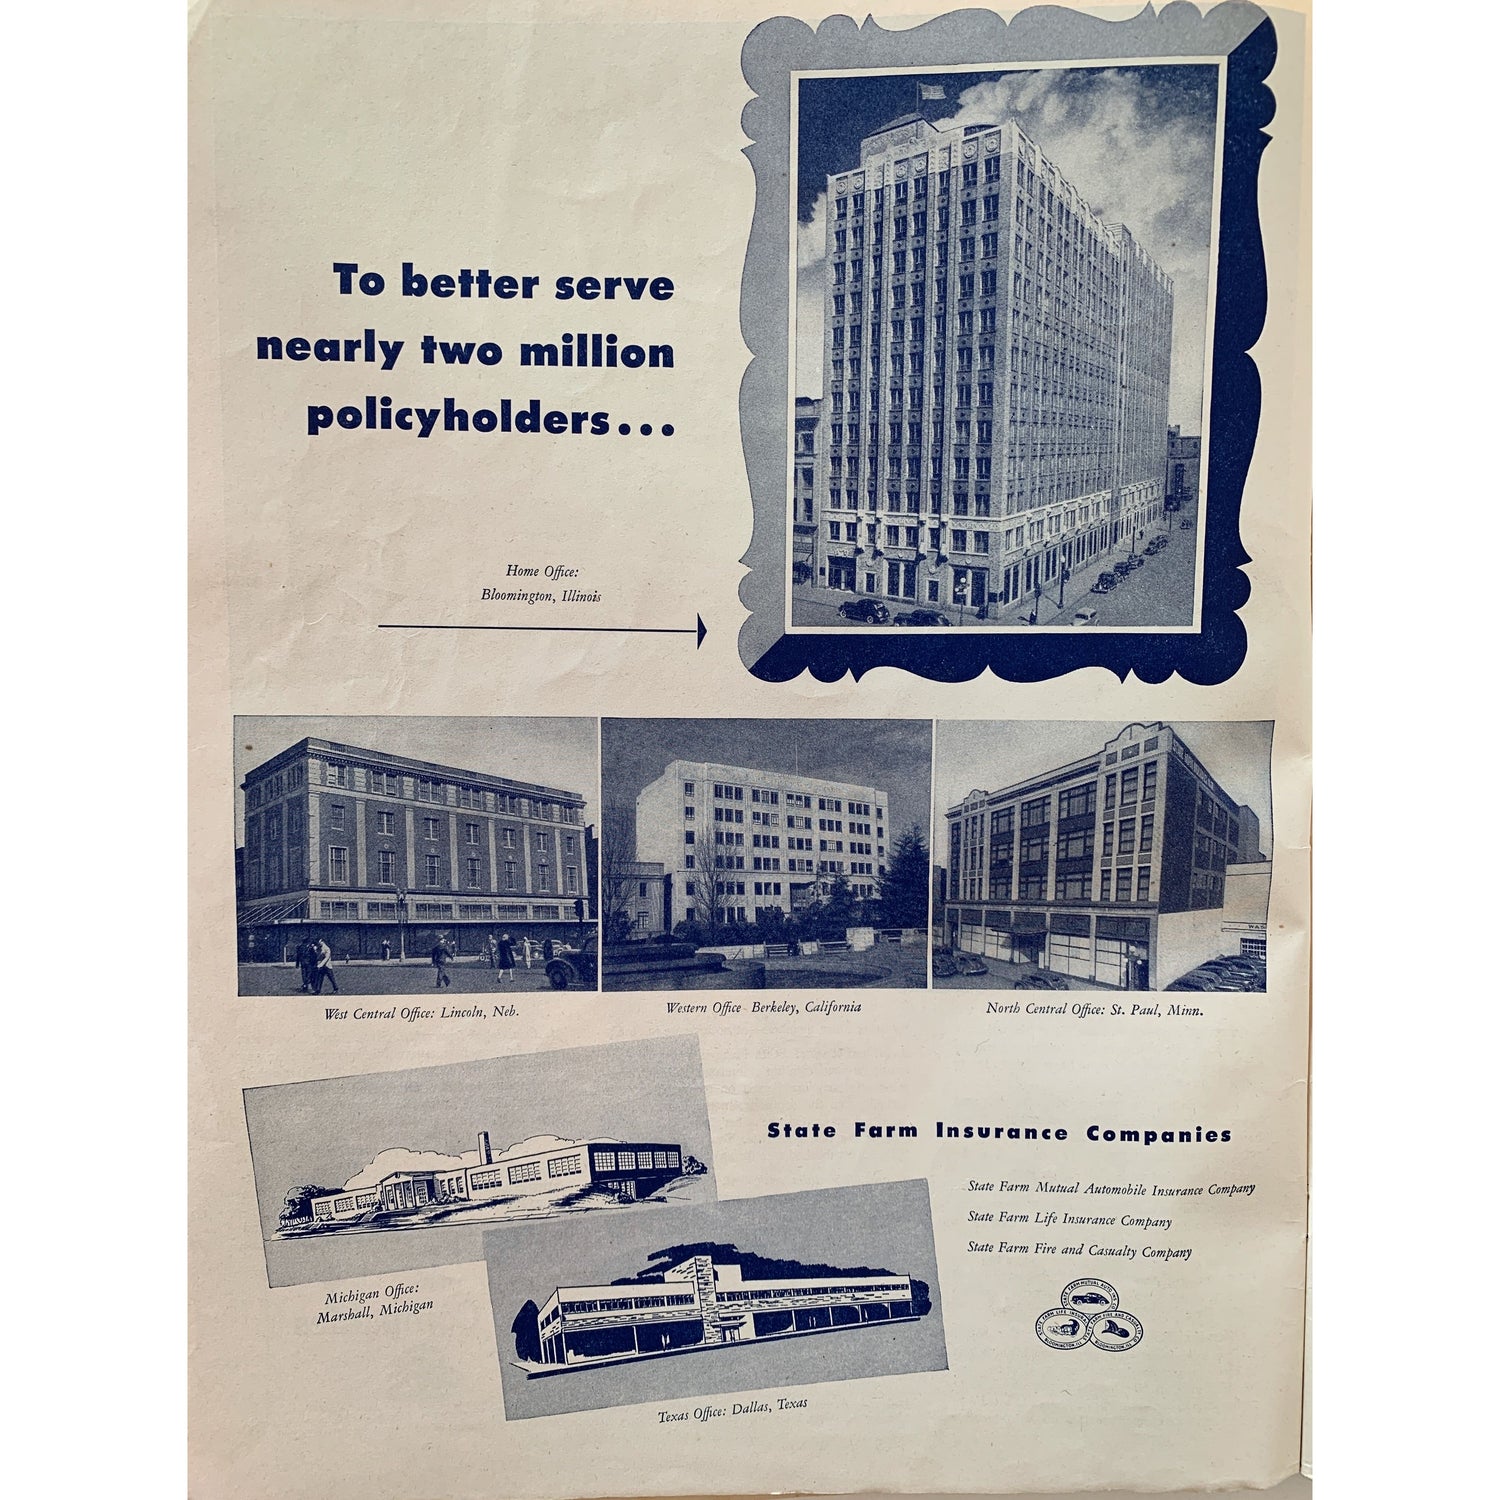 To better serve
nearly two million
policyholders...
Home Office:
Bloomington, Illinois
West Central Office: Lincoln, Neb.
Western Office Berkeley, California
North Central Office: St. Paul, Minn.
State Farm Insurance Companies
State Farm Mutual Automobile Insurance Company
State Farm Life Insurance Company
State Farm Fire and Casualty Company
Michigan Office:
Marshall, Michigan
Texas Office: Dallas, Texas